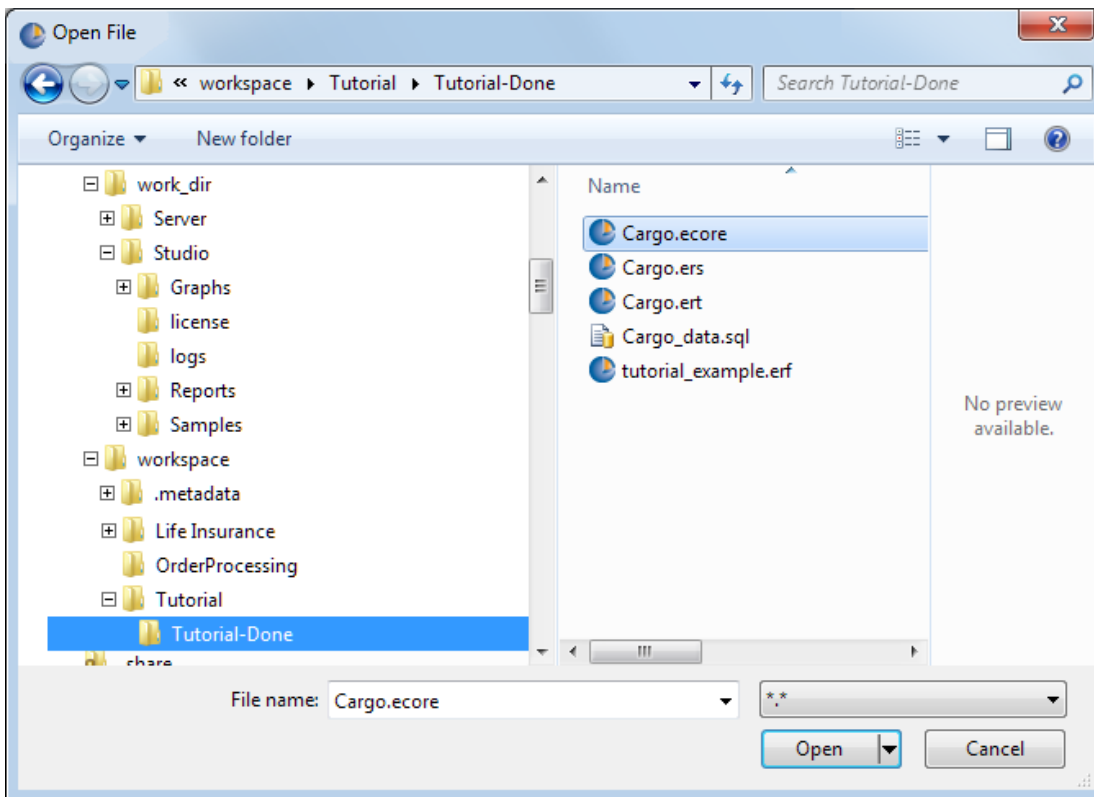 Open File
« workspace ▸ Tutorial ▸ Tutorial-Done
Search Tutorial-Done
Organize
New folder
work_dir
Server
Studio
Graphs
license
logs
Reports
Samples
workspace
.metadata
Life Insurance
OrderProcessing
Tutorial
Tutorial-Done
share
Name
Cargo.ecore
Cargo.ers
Cargo.ert
Cargo_data.sql
tutorial_example.erf
No preview
available.
File name: Cargo.ecore
*.*
Open
Cancel